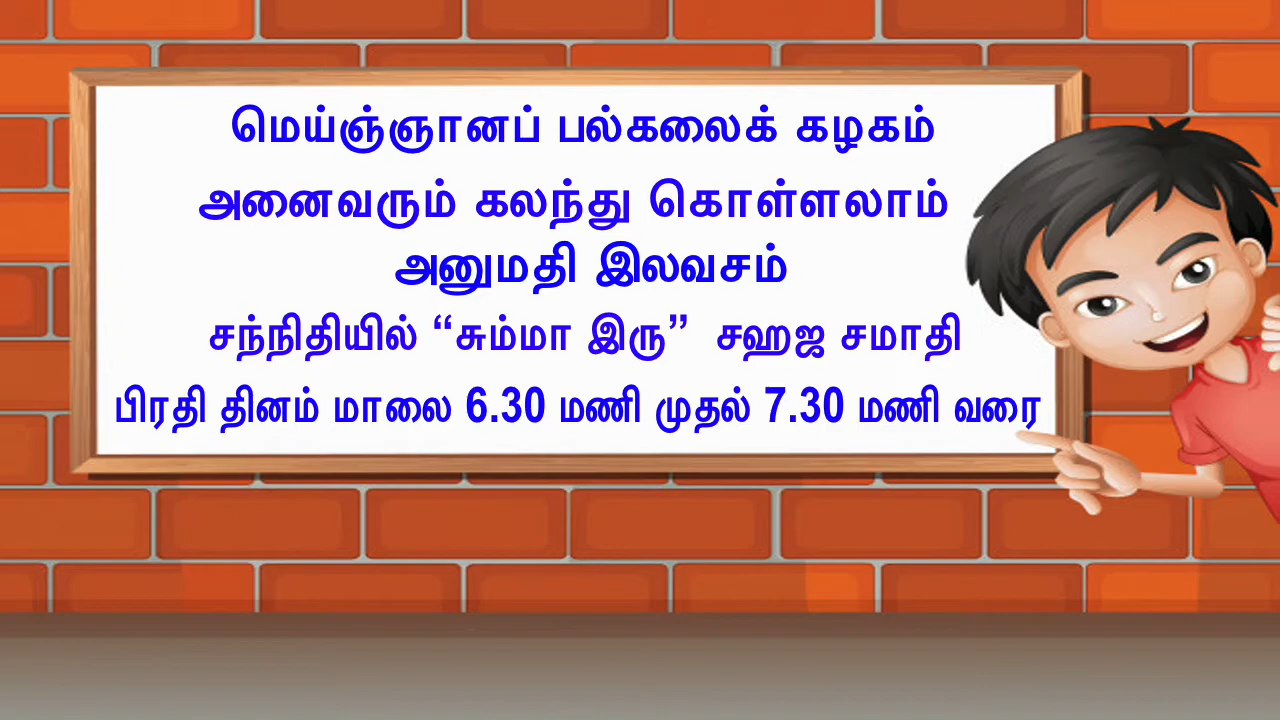 மெய்ஞ்ஞானப் பல்கலைக் கழகம்
அனைவரும் கலந்து கொள்ளலாம்
அனுமதி இலவசம்
சந்நிதியில் “சும்மா இரு” சஹஜ சமாதி
பிரதி தினம் மாலை 6.30 மணி முதல் 7.30 மணி வரை